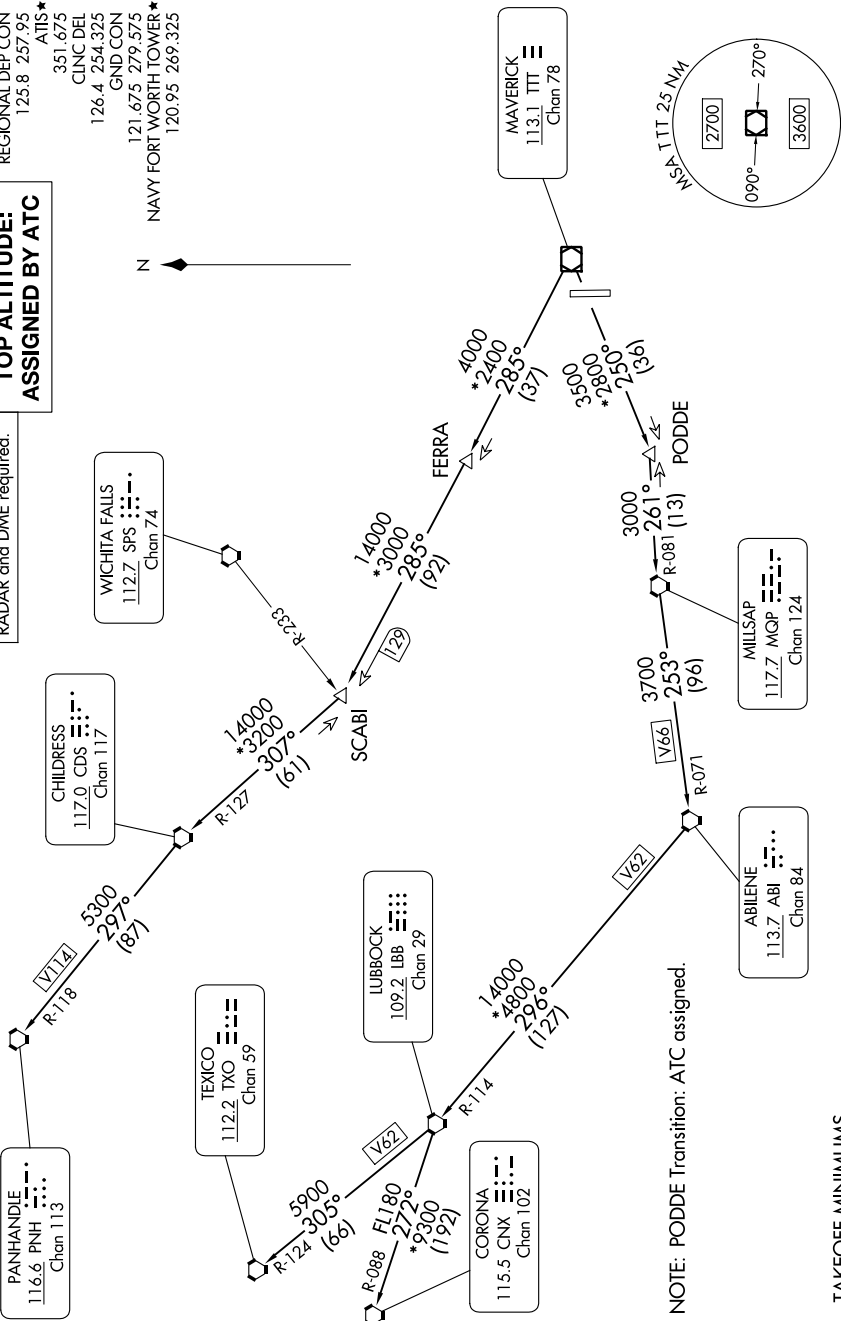 RADAR and DME required.
TOP ALTITUDE:
ASSIGNED BY ATC
REGIONAL DEP CON
125.8 257.95
ATIS★
351.675
CLNC DEL
126.4 254.325
GND CON
121.675 279.575
NAVY FORT WORTH TOWER★
120.95 269.325
N
PANHANDLE
116.6 PNH
Chan 113
V114
R-118
5300
297°
(87)
CHILDRESS
117.0 CDS
Chan 117
R-127
14000
*3200
307°
(61)
WICHITA FALLS
112.7 SPS
Chan 74
R-233
SCABI
129
14000
*3000
285°
(92)
FERRA
4000
*2400
285°
(37)
MAVERICK
113.1 TTT
Chan 78
TEXICO
112.2 TXO
Chan 59
R-124
5900
305°
(66)
V62
LUBBOCK
109.2 LBB
Chan 29
R-088
FL180
272°
*9300
(192)
CORONA
115.5 CNX
Chan 102
R-114
14000
*4800
296°
(127)
V62
ABILENE
113.7 ABI
Chan 84
R-071
V66
3700
253°
(96)
MILLSAP
117.7 MQP
Chan 124
R-081
3000
261°
(13)
PODDE
3500
*2800
250°
(36)
MSA TTT 25 NM
2700
090°
270°
3600
NOTE: PODDE Transition: ATC assigned.
TAKEOFF MINIMUMS